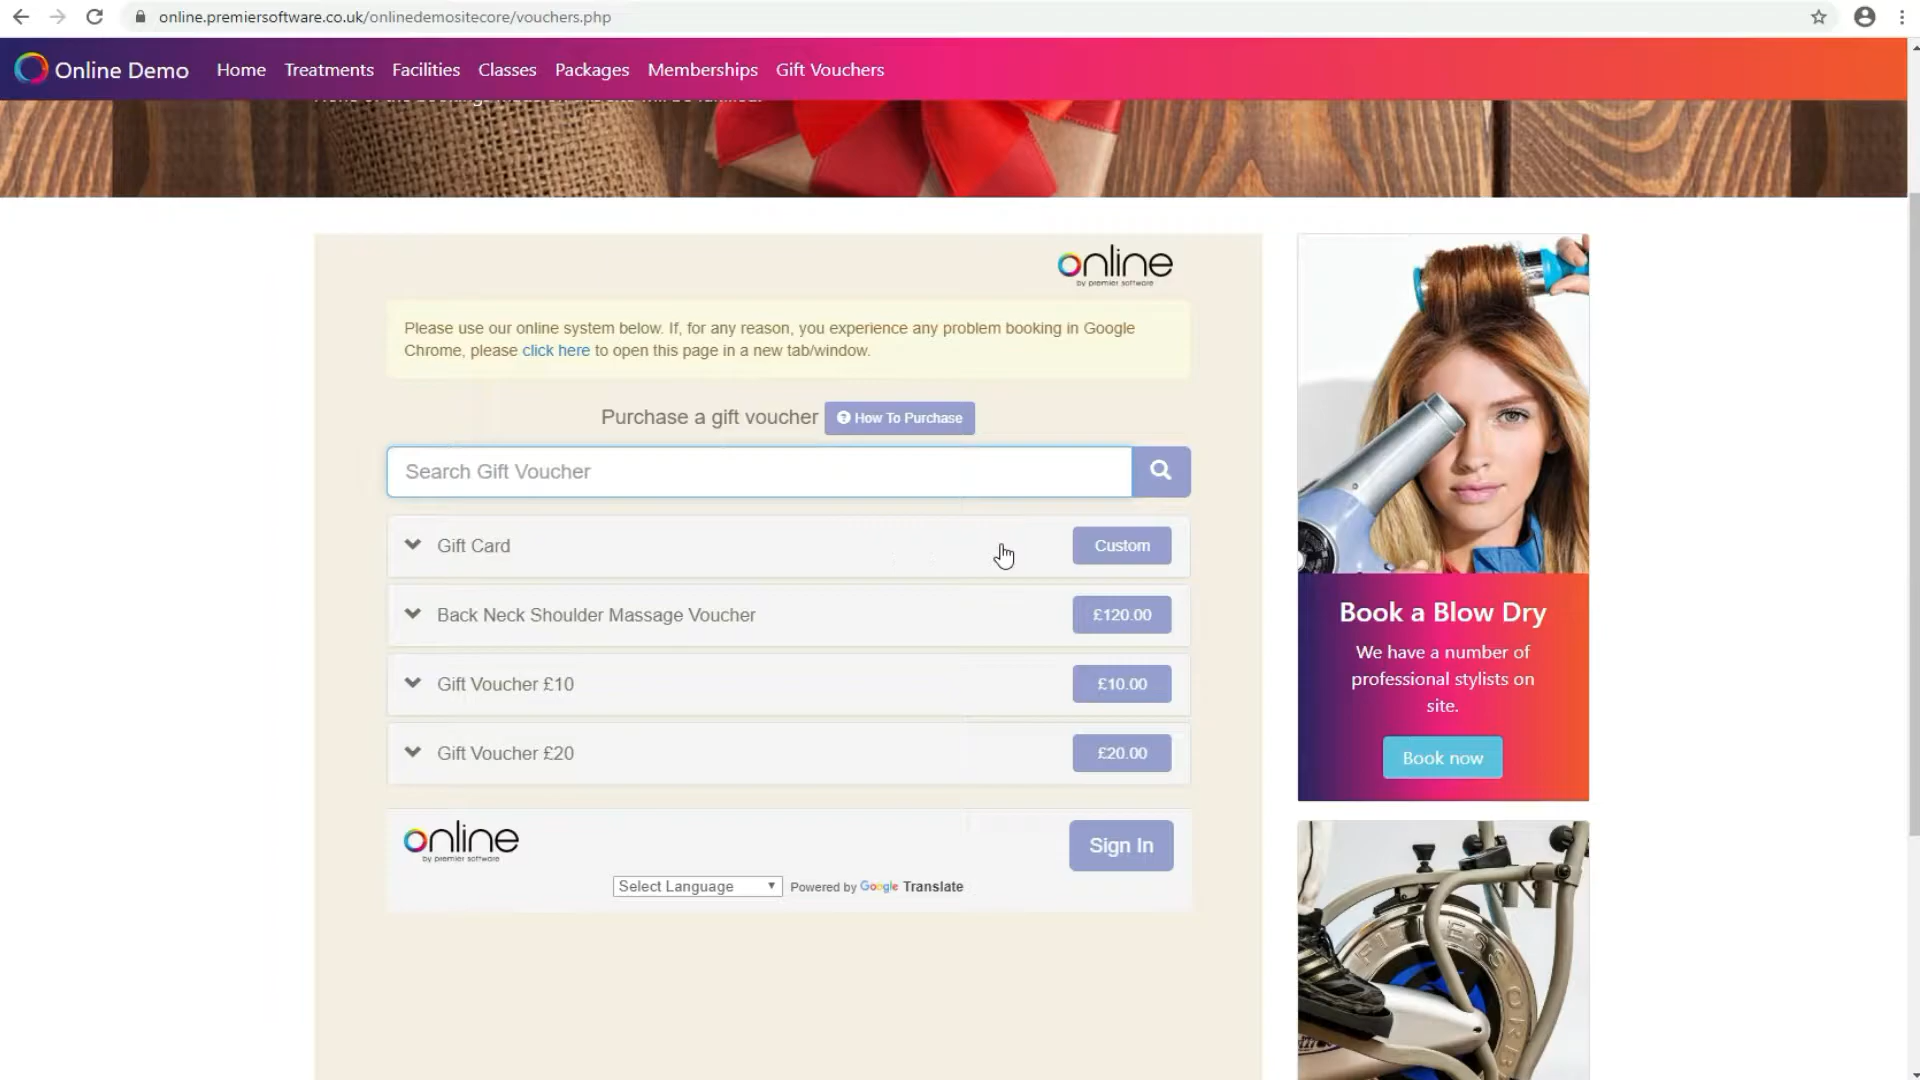 online.premiersoftware.co.uk/onlinedemositecore/vouchers.php
Online Demo Home Treatments Facilities Classes Packages Memberships Gift Vouchers
online
by premier software
Please use our online system below. If, for any reason, you experience any problem booking in Google
Chrome, please click here to open this page in a new tab/window.
Purchase a gift voucher How To Purchase
Search Gift Voucher
Gift Card Custom
Back Neck Shoulder Massage Voucher £120.00
Gift Voucher £10 £10.00
Gift Voucher £20 £20.00
online
by premier software
Sign In
Select Language Powered by Google Translate
Book a Blow Dry
We have a number of
professional stylists on
site.
Book now
FITNESS ORB